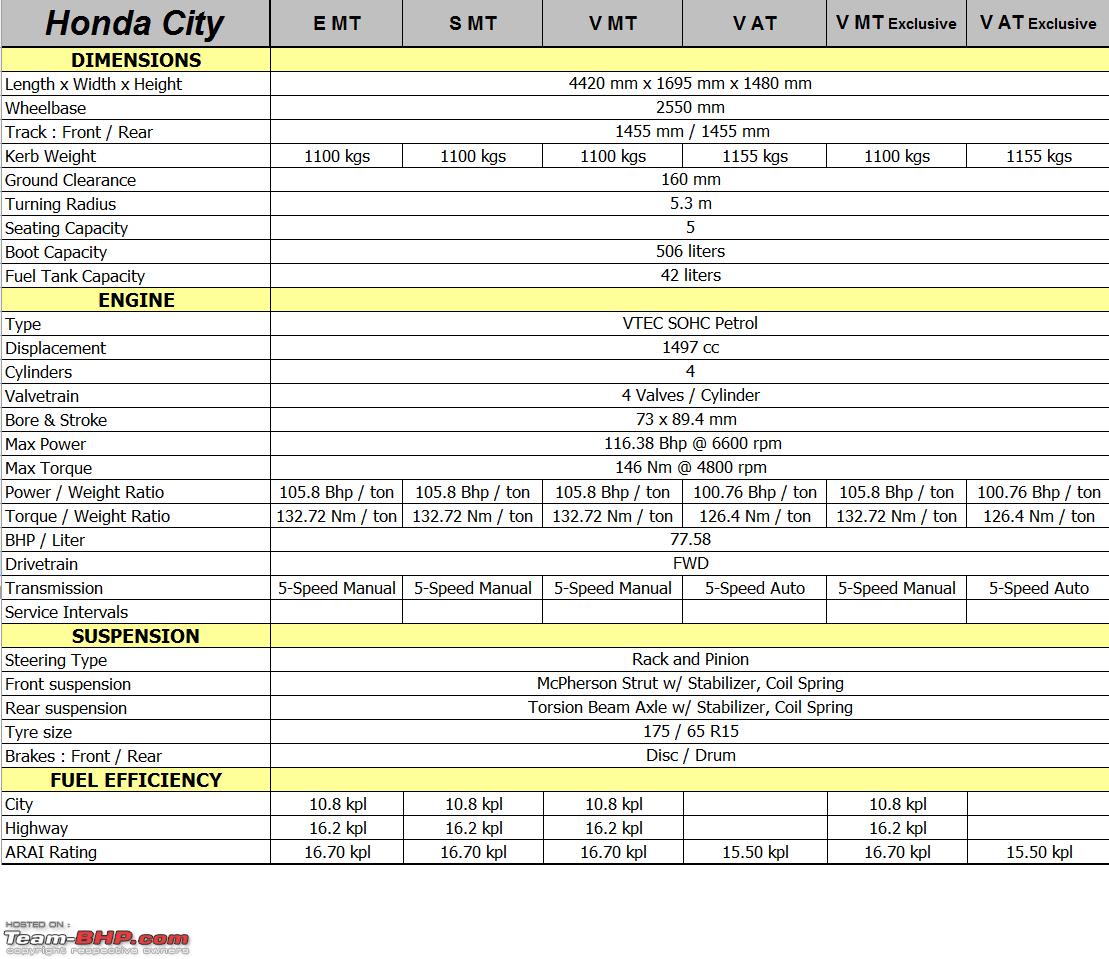 Honda City E MT S MT V MT V AT V MT Exclusive V AT Exclusive
DIMENSIONS
Length x Width x Height 4420 mm x 1695 mm x 1480 mm
Wheelbase 2550 mm
Track : Front / Rear 1455 mm / 1455 mm
Kerb Weight 1100 kgs 1100 kgs 1100 kgs 1155 kgs 1100 kgs 1155 kgs
Ground Clearance 160 mm
Turning Radius 5.3 m
Seating Capacity 5
Boot Capacity 506 liters
Fuel Tank Capacity 42 liters
ENGINE
Type VTEC SOHC Petrol
Displacement 1497 cc
Cylinders 4
Valvetrain 4 Valves / Cylinder
Bore & Stroke 73 x 89.4 mm
Max Power 116.38 Bhp @ 6600 rpm
Max Torque 146 Nm @ 4800 rpm
Power / Weight Ratio 105.8 Bhp / ton 105.8 Bhp / ton 105.8 Bhp / ton 100.76 Bhp / ton 105.8 Bhp / ton 100.76 Bhp / ton
Torque / Weight Ratio 132.72 Nm / ton 132.72 Nm / ton 132.72 Nm / ton 126.4 Nm / ton 132.72 Nm / ton 126.4 Nm / ton
BHP / Liter 77.58
Drivetrain FWD
Transmission 5-Speed Manual 5-Speed Manual 5-Speed Manual 5-Speed Auto 5-Speed Manual 5-Speed Auto
Service Intervals
SUSPENSION
Steering Type Rack and Pinion
Front suspension McPherson Strut w/ Stabilizer, Coil Spring
Rear suspension Torsion Beam Axle w/ Stabilizer, Coil Spring
Tyre size 175 / 65 R15
Brakes : Front / Rear Disc / Drum
FUEL EFFICIENCY
City 10.8 kpl 10.8 kpl 10.8 kpl 10.8 kpl
Highway 16.2 kpl 16.2 kpl 16.2 kpl 16.2 kpl
ARAI Rating 16.70 kpl 16.70 kpl 16.70 kpl 15.50 kpl 16.70 kpl 15.50 kpl
HOSTED ON :
Team-BHP.com
copyright respective owners